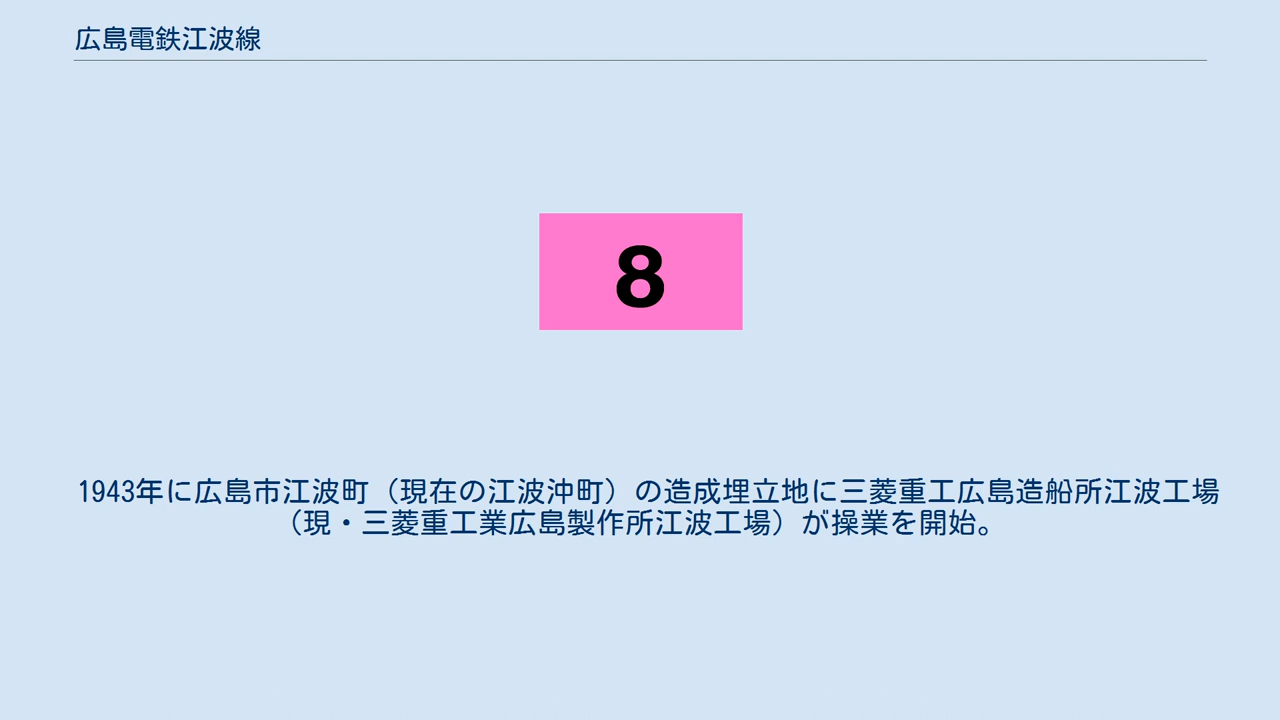 広島電鉄江波線
8
1943年に広島市江波町（現在の江波沖町）の造成埋立地に三菱重工広島造船所江波工場
（現・三菱重工業広島製作所江波工場）が操業を開始。